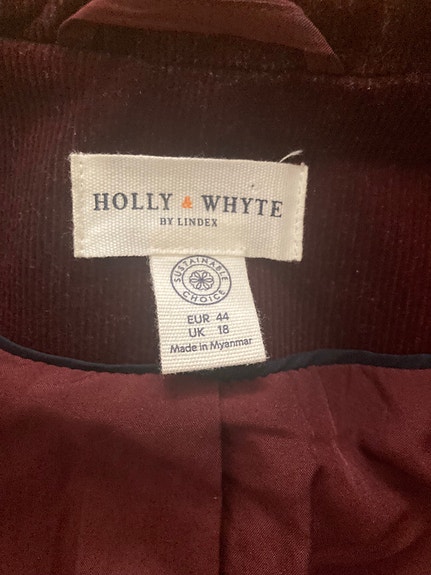 HOLLY & WHYTE
BY LINDEX
SUSTAINABLE
CHOICE
EUR 44
UK 18
Made in Myanmar